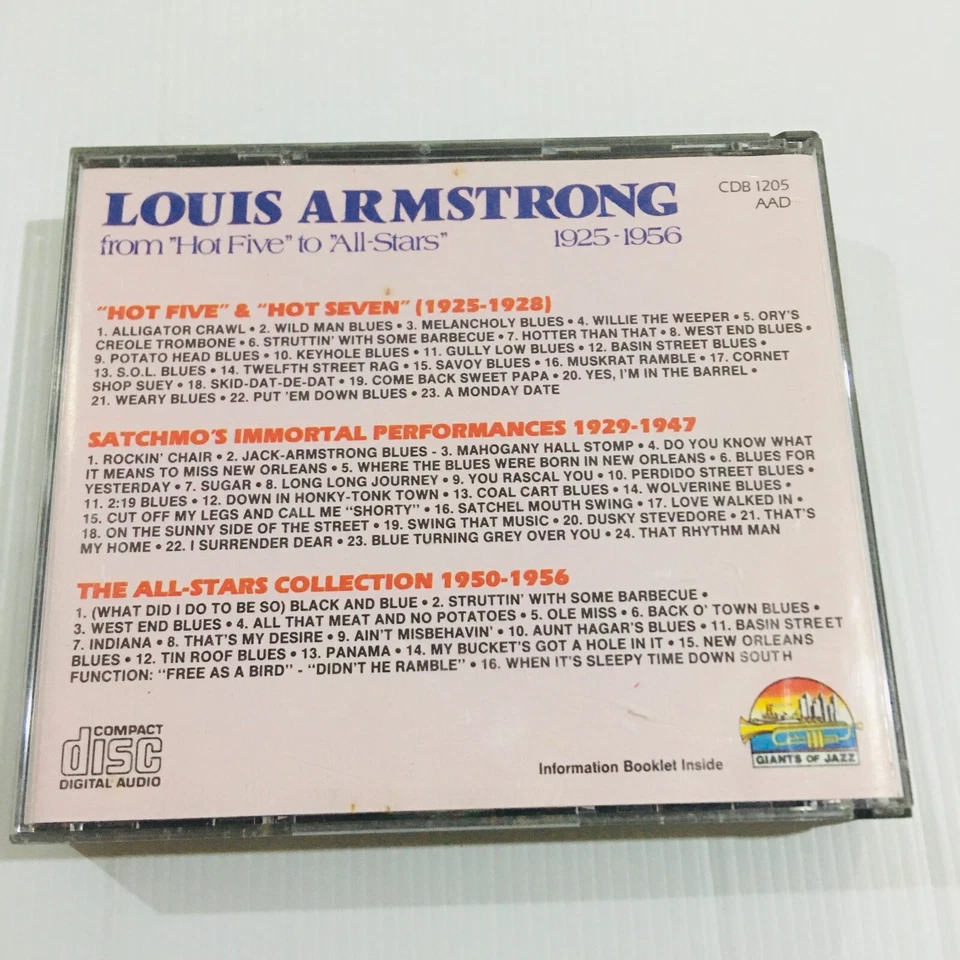 LOUIS ARMSTRONG
from "Hot Five" to "All-Stars" 1925-1956
CDB 1205
AAD
"HOT FIVE" & "HOT SEVEN" (1925-1928)
1. ALLIGATOR CRAWL • 2. WILD MAN BLUES • 3. MELANCHOLY BLUES • 4. WILLIE THE WEEPER • 5. ORY'S
CREOLE TROMBONE • 6. STRUTTIN' WITH SOME BARBECUE • 7. HOTTER THAN THAT • 8. WEST END BLUES •
9. POTATO HEAD BLUES • 10. KEYHOLE BLUES • 11. GULLY LOW BLUES • 12. BASIN STREET BLUES •
13. S.O.L. BLUES • 14. TWELFTH STREET RAG • 15. SAVOY BLUES • 16. MUSKRAT RAMBLE • 17. CORNET
SHOP SUEY • 18. SKID-DAT-DE-DAT • 19. COME BACK SWEET PAPA • 20. YES, I'M IN THE BARREL •
21. WEARY BLUES • 22. PUT 'EM DOWN BLUES • 23. A MONDAY DATE
SATCHMO'S IMMORTAL PERFORMANCES 1929-1947
1. ROCKIN' CHAIR • 2. JACK-ARMSTRONG BLUES - 3. MAHOGANY HALL STOMP • 4. DO YOU KNOW WHAT
IT MEANS TO MISS NEW ORLEANS • 5. WHERE THE BLUES WERE BORN IN NEW ORLEANS • 6. BLUES FOR
YESTERDAY • 7. SUGAR • 8. LONG LONG JOURNEY • 9. YOU RASCAL YOU • 10. PERDIDO STREET BLUES •
11. 2:19 BLUES • 12. DOWN IN HONKY-TONK TOWN • 13. COAL CART BLUES • 14. WOLVERINE BLUES •
15. CUT OFF MY LEGS AND CALL ME "SHORTY" • 16. SATCHEL MOUTH SWING • 17. LOVE WALKED IN •
18. ON THE SUNNY SIDE OF THE STREET • 19. SWING THAT MUSIC • 20. DUSKY STEVEDORE • 21. THAT'S
MY HOME • 22. I SURRENDER DEAR • 23. BLUE TURNING GREY OVER YOU • 24. THAT RHYTHM MAN
THE ALL-STARS COLLECTION 1950-1956
1. (WHAT DID I DO TO BE SO) BLACK AND BLUE • 2. STRUTTIN' WITH SOME BARBECUE •
3. WEST END BLUES • 4. ALL THAT MEAT AND NO POTATOES • 5. OLE MISS • 6. BACK O' TOWN BLUES •
7. INDIANA • 8. THAT'S MY DESIRE • 9. AIN'T MISBEHAVIN' • 10. AUNT HAGAR'S BLUES • 11. BASIN STREET
BLUES • 12. TIN ROOF BLUES • 13. PANAMA • 14. MY BUCKET'S GOT A HOLE IN IT • 15. NEW ORLEANS
FUNCTION: "FREE AS A BIRD" - "DIDN'T HE RAMBLE" • 16. WHEN IT'S SLEEPY TIME DOWN SOUTH
COMPACT
disc
DIGITAL AUDIO
Information Booklet Inside
GIANTS OF JAZZ